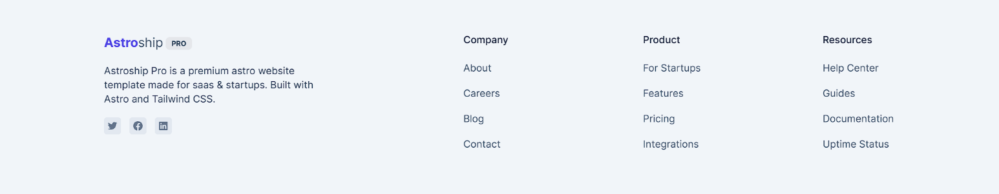 Astroship PRO
Astroship Pro is a premium astro website
template made for saas & startups. Built with
Astro and Tailwind CSS.
Company
About
Careers
Blog
Contact
Product
For Startups
Features
Pricing
Integrations
Resources
Help Center
Guides
Documentation
Uptime Status